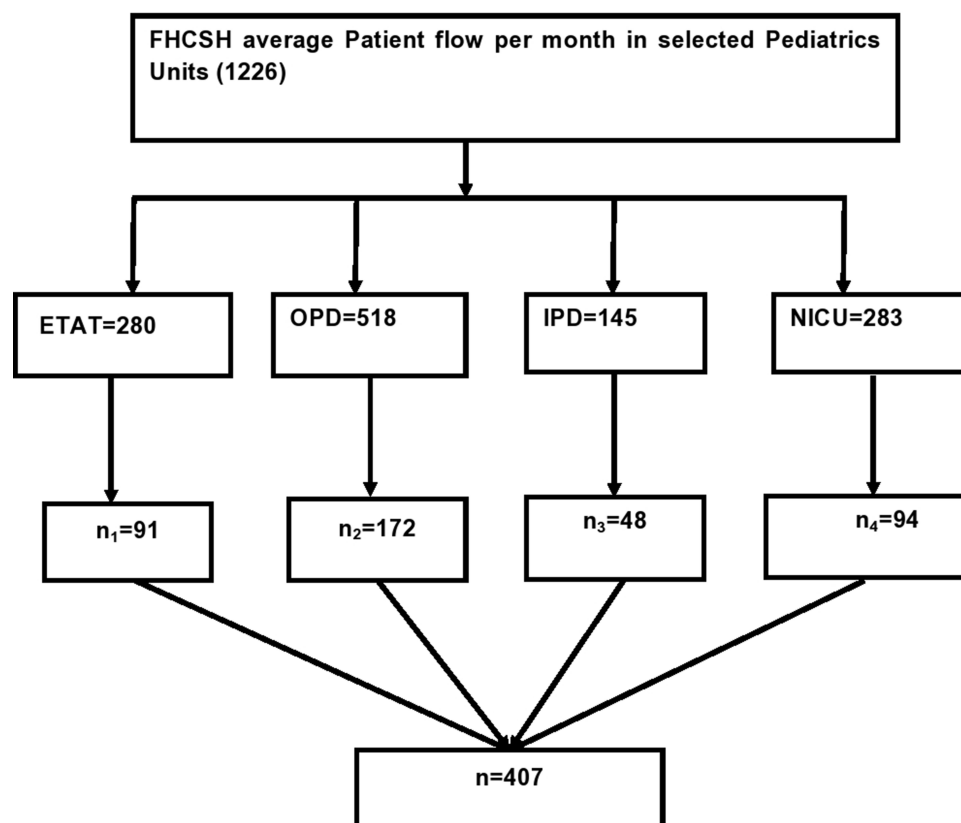 FHCSH average Patient flow per month in selected Pediatrics
Units (1226)
ETAT=280
OPD=518
IPD=145
NICU=283
n₁=91
n₂=172
n₃=48
n₄=94
n=407